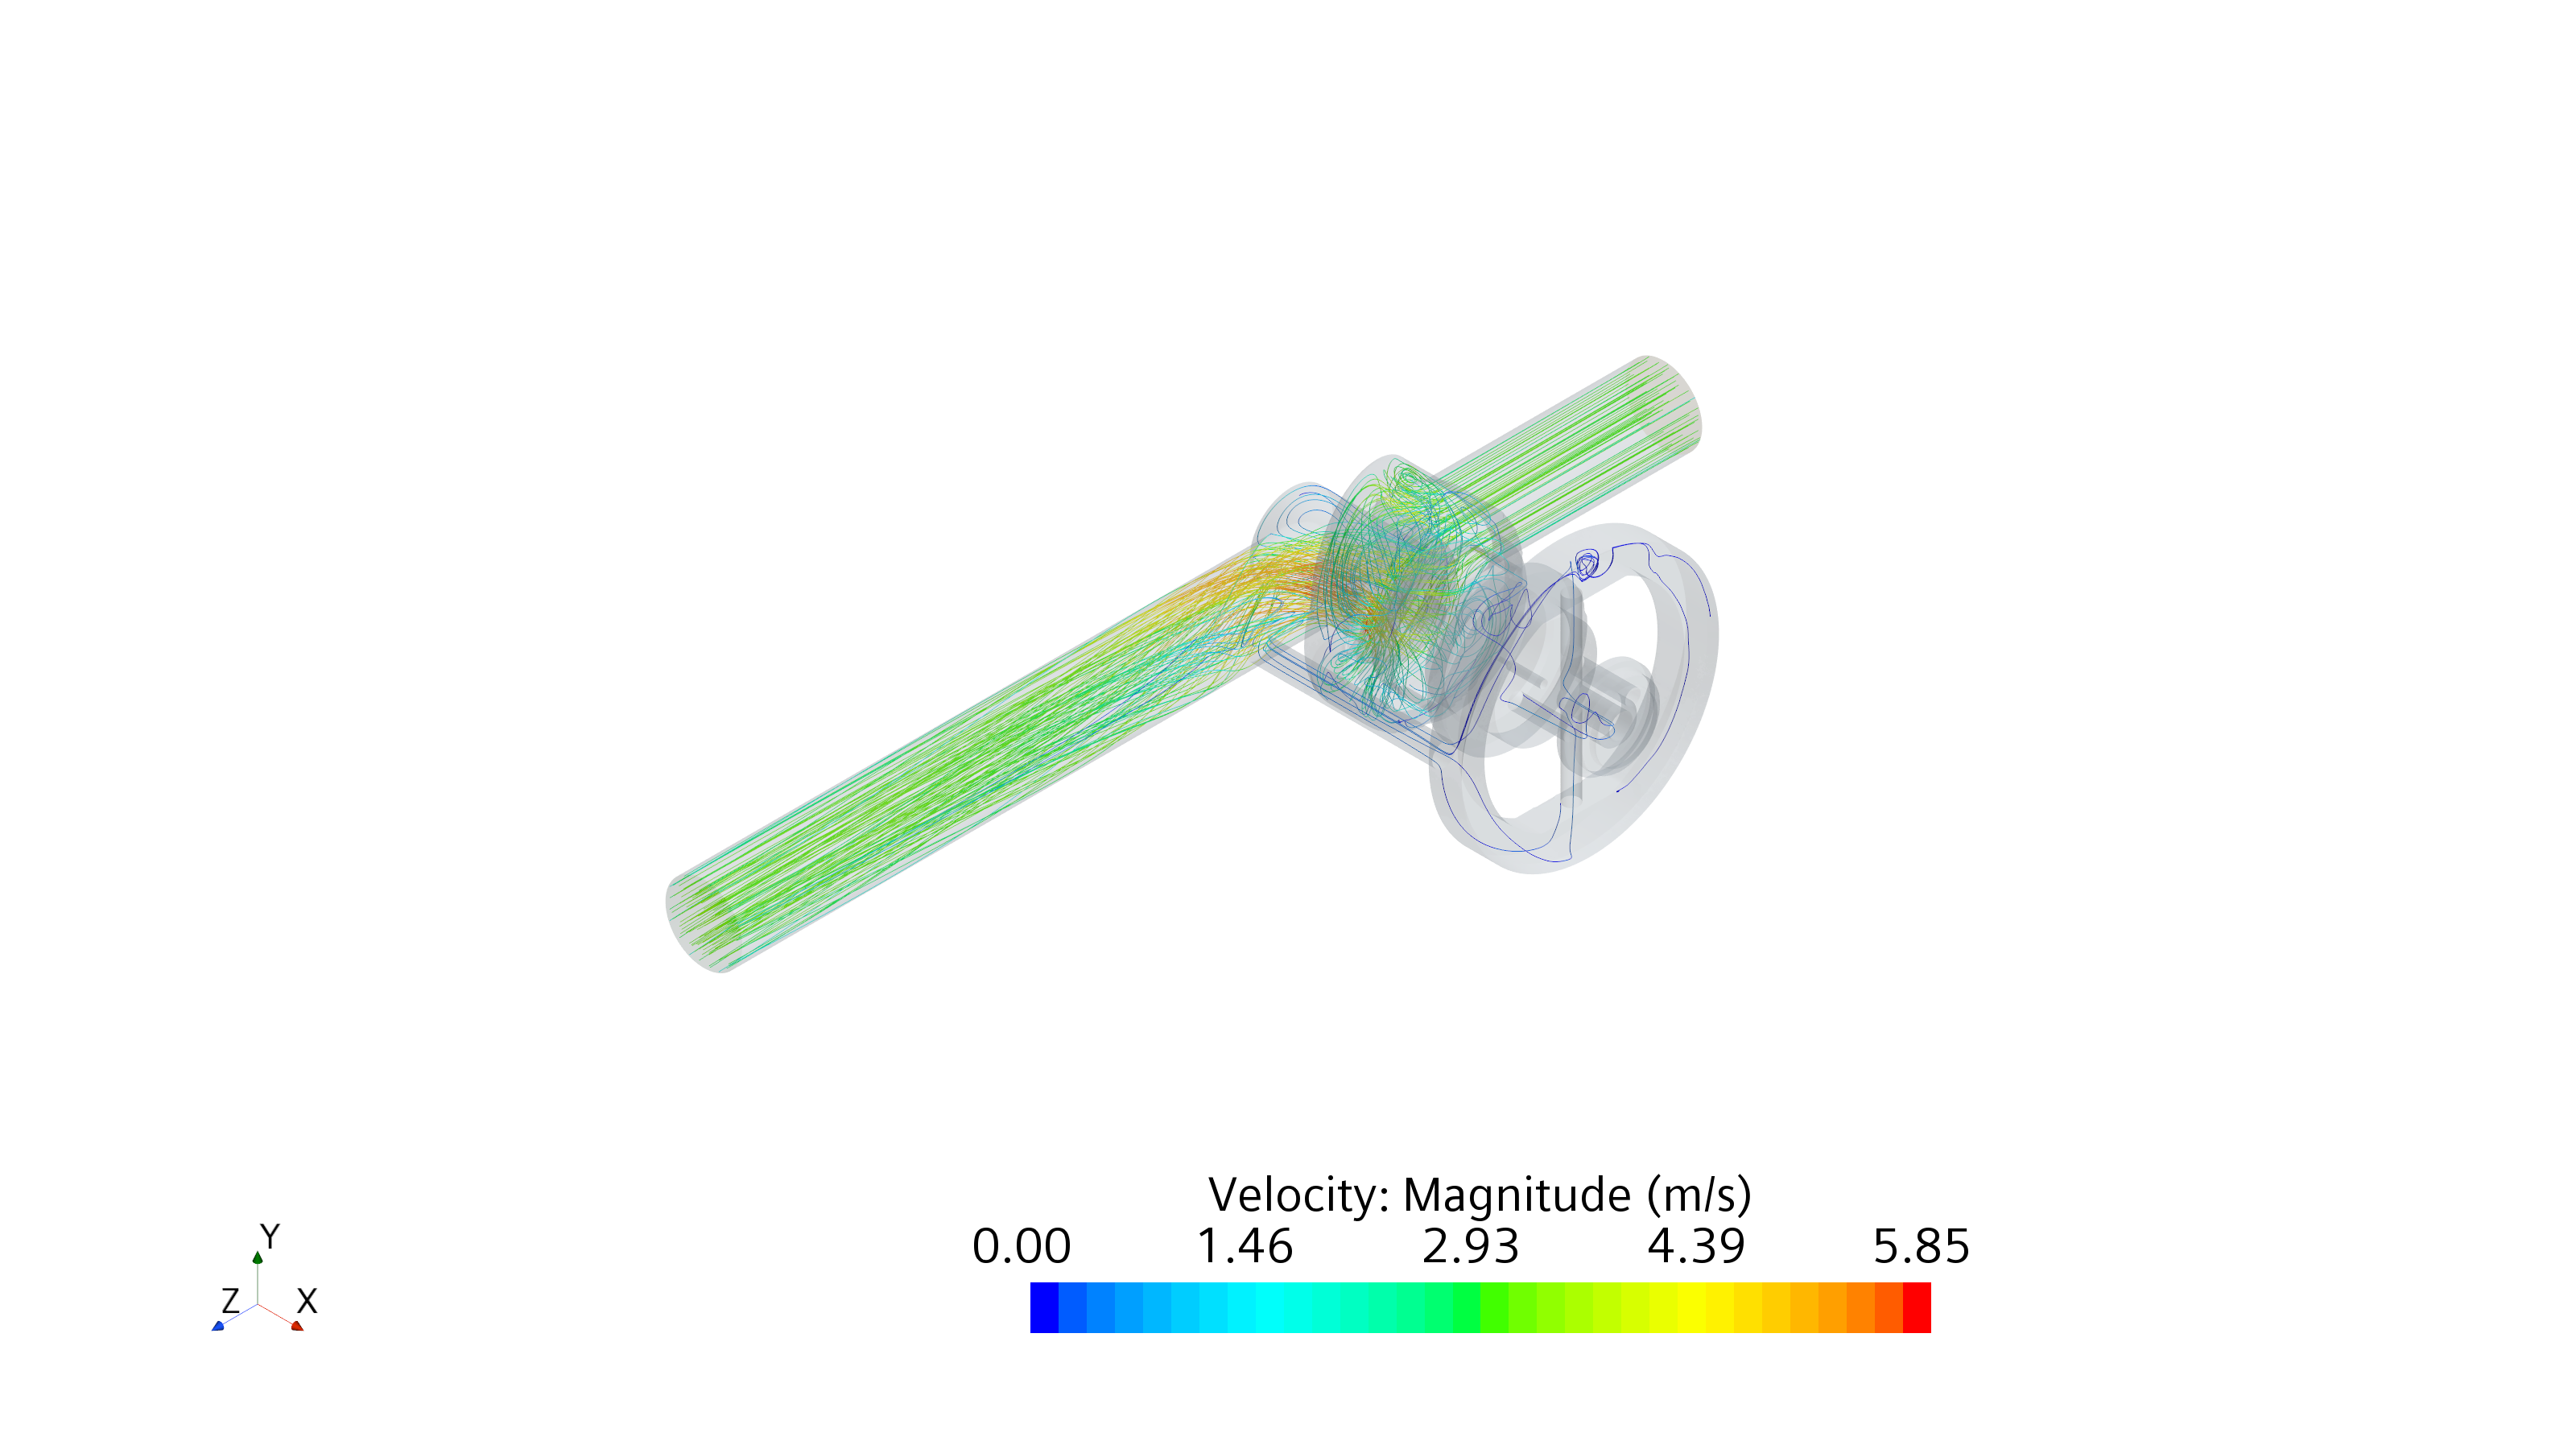 Velocity: Magnitude (m/s)
0.00 1.46 2.93 4.39 5.85
Y
Z X